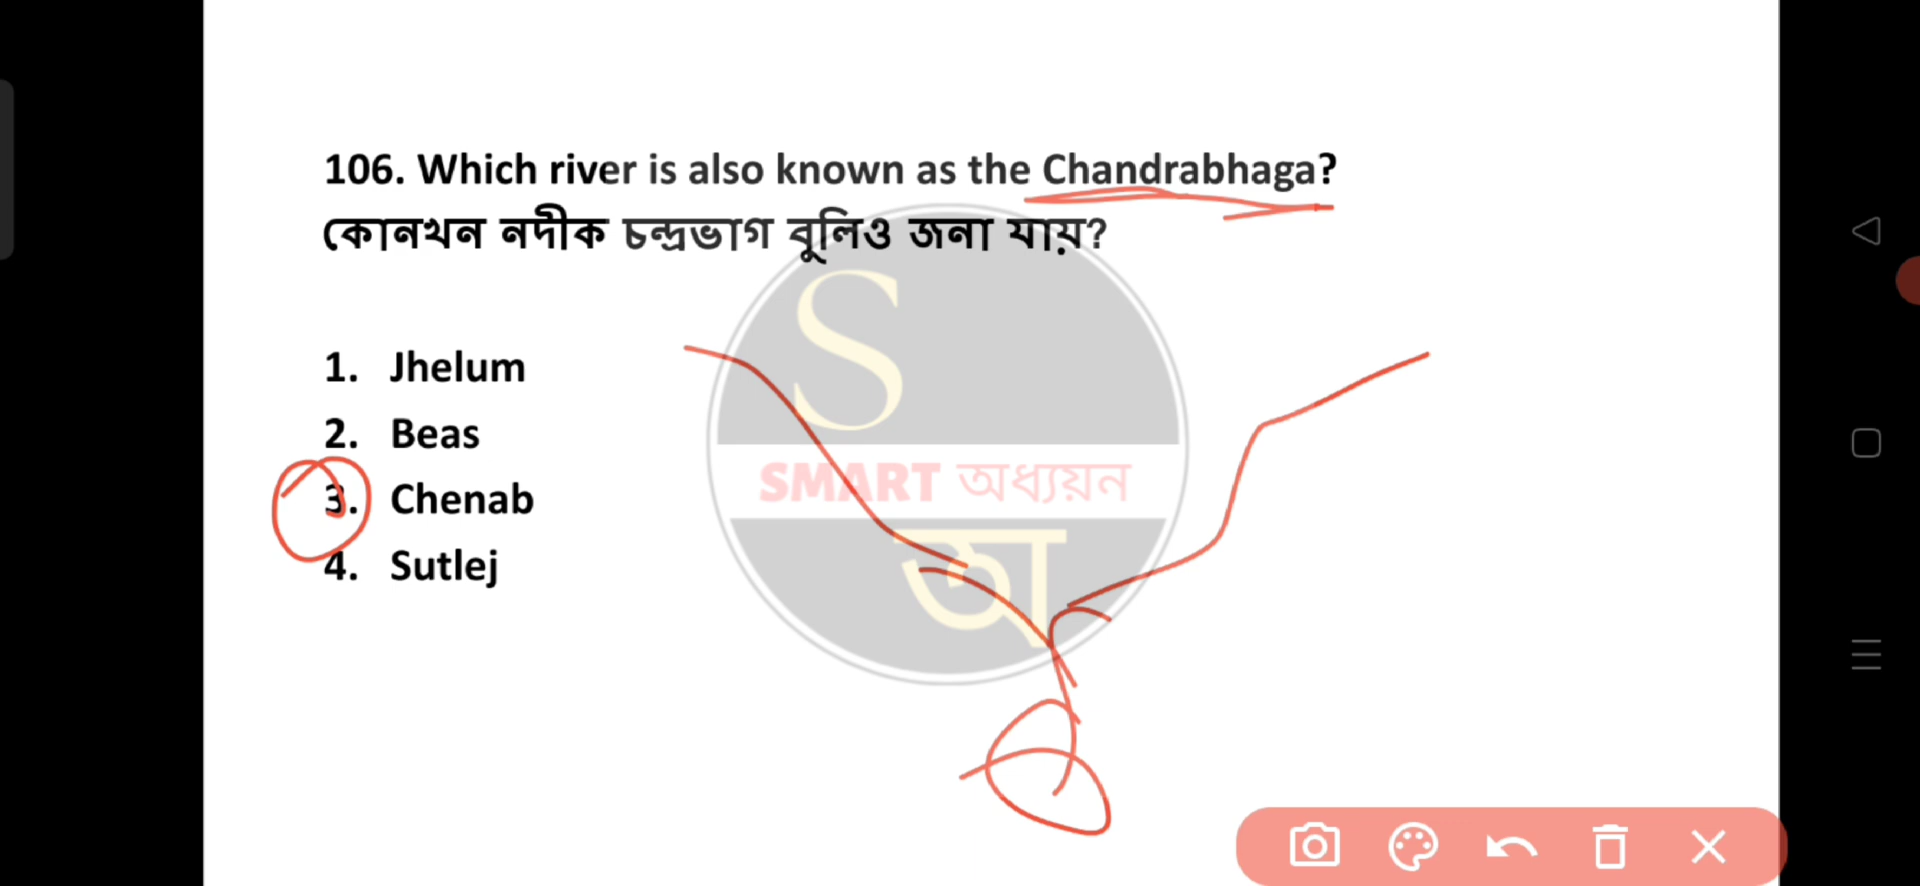 106. Which river is also known as the Chandrabhaga?
কোনখন নদীক চন্দ্রভাগ বুলিও জনা যায়?
1. Jhelum
2. Beas
3. Chenab
4. Sutlej
S
SMART অধ্যয়ন
অ